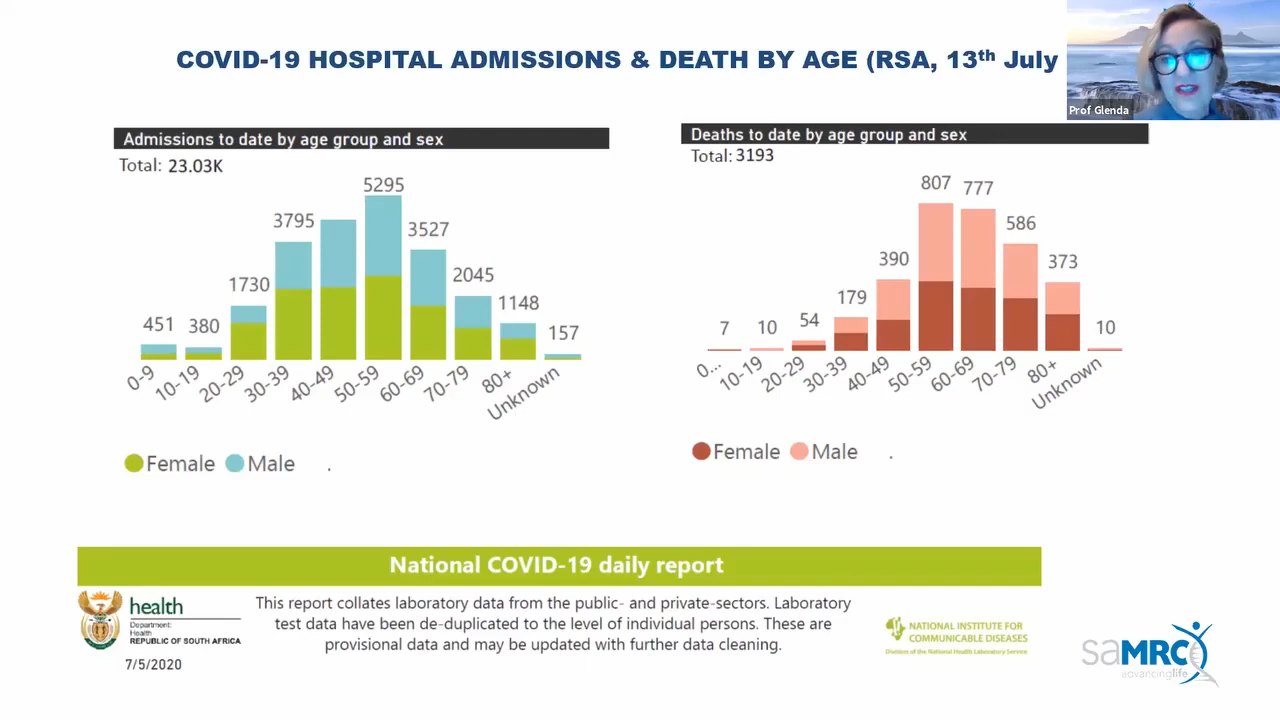 COVID-19 HOSPITAL ADMISSIONS & DEATH BY AGE (RSA, 13th July
Prof Glenda
Admissions to date by age group and sex
Total: 23.03K
451
380
1730
3795
5295
3527
2045
1148
157
0-9
10-19
20-29
30-39
40-49
50-59
60-69
70-79
80+
Unknown
Female
Male
.
Deaths to date by age group and sex
Total: 3193
7
10
54
179
390
807
777
586
373
10
0...
10-19
20-29
30-39
40-49
50-59
60-69
70-79
80+
Unknown
Female
Male
.
National COVID-19 daily report
health
Department:
Health
REPUBLIC OF SOUTH AFRICA
7/5/2020
This report collates laboratory data from the public- and private-sectors. Laboratory
test data have been de-duplicated to the level of individual persons. These are
provisional data and may be updated with further data cleaning.
NATIONAL INSTITUTE FOR
COMMUNICABLE DISEASES
Division of the National Health Laboratory Service
saMRC
advancinglife